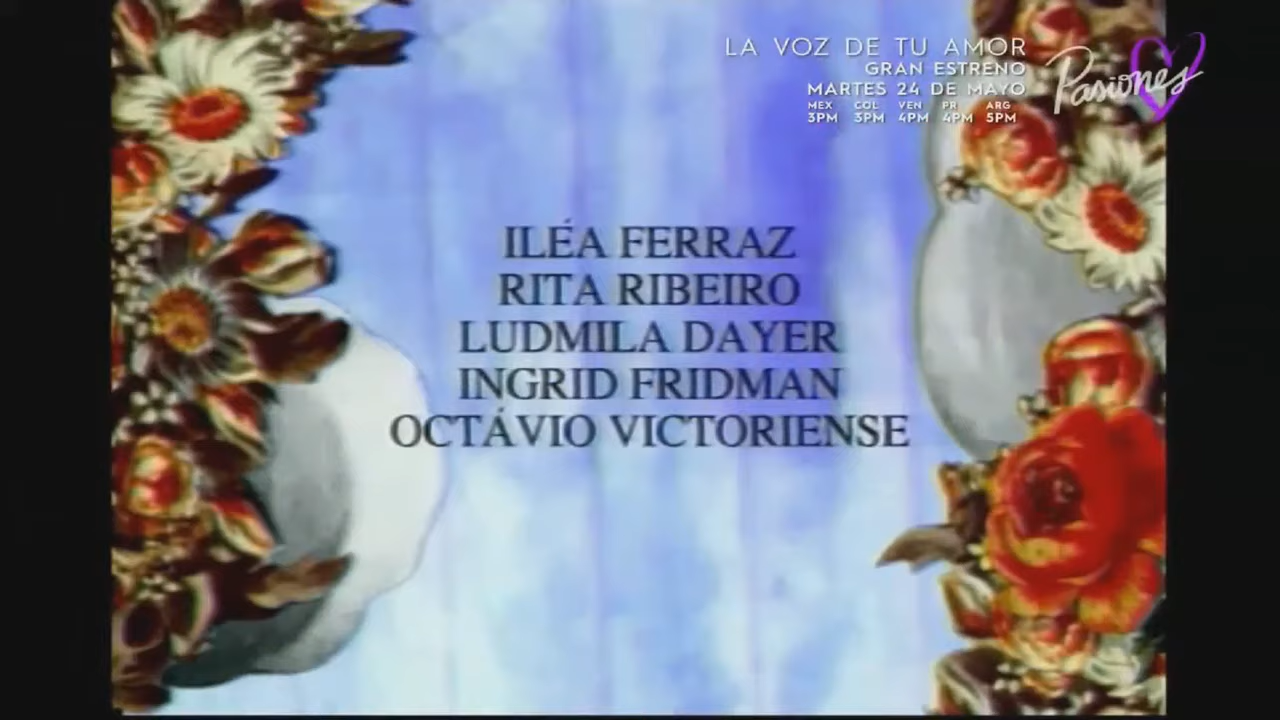 LA VOZ DE TU AMOR
GRAN ESTRENO
MARTES 24 DE MAYO
MEX COL VEN PR ARG
3PM 3PM 4PM 4PM 5PM
Pasiones
ILÉA FERRAZ
RITA RIBEIRO
LUDMILA DAYER
INGRID FRIDMAN
OCTÁVIO VICTORIENSE